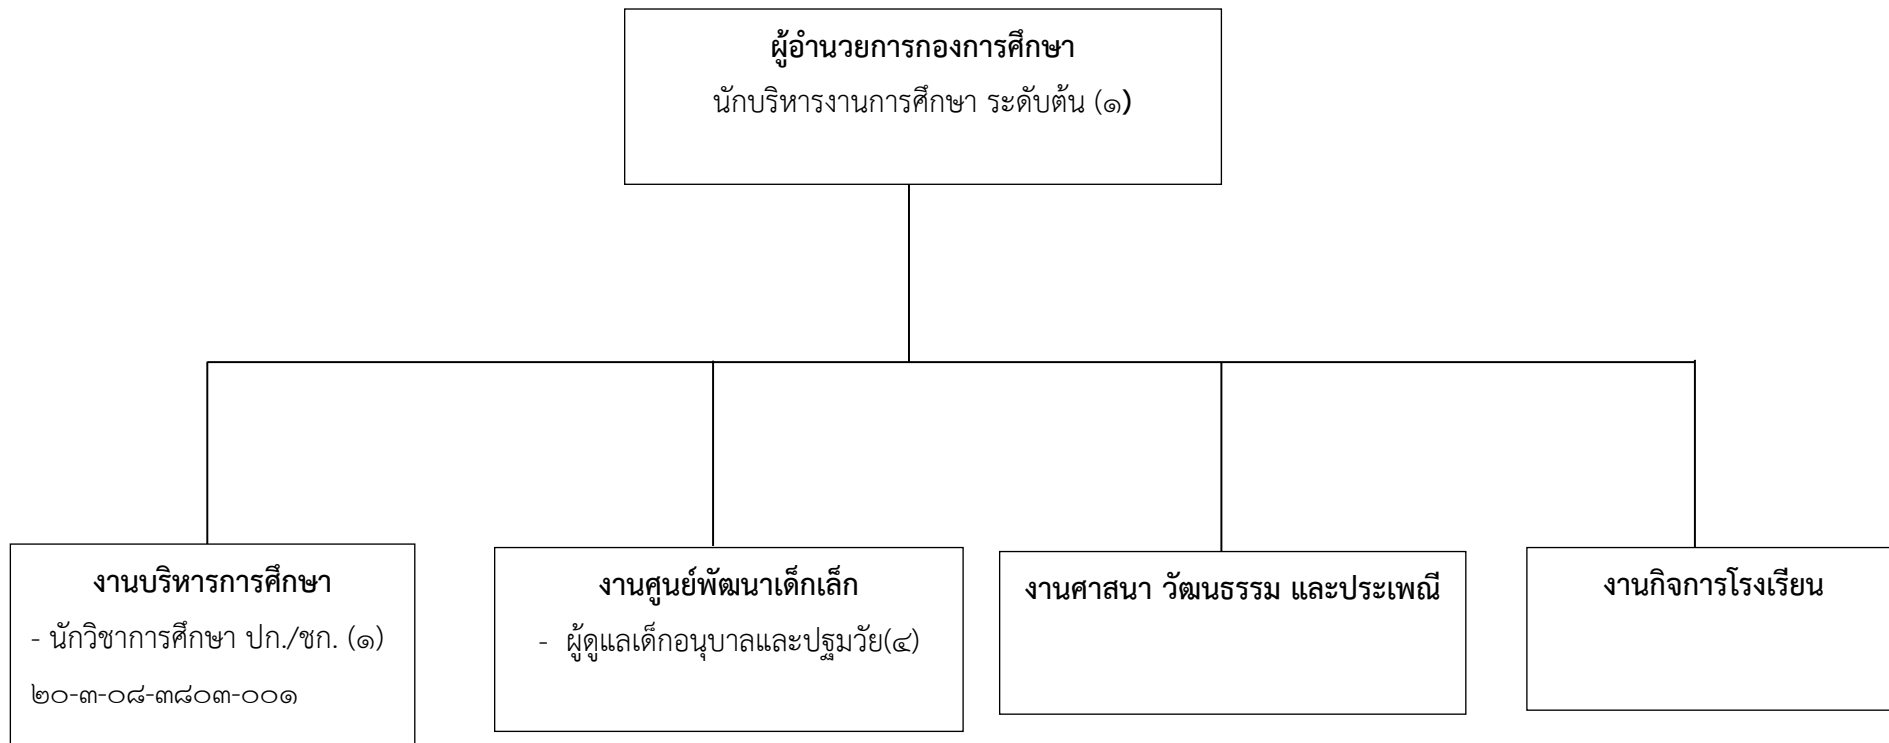 ผู้อำนวยการกองการศึกษา
นักบริหารงานการศึกษา ระดับต้น (๑)
งานบริหารการศึกษา
- นักวิชาการศึกษา ปก./ชก. (๑)
๒๐-๓-๐๘-๓๘๐๓-๐๐๑
งานศูนย์พัฒนาเด็กเล็ก
- ผู้ดูแลเด็กอนุบาลและปฐมวัย(๔)
งานศาสนา วัฒนธรรม และประเพณี
งานกิจการโรงเรียน